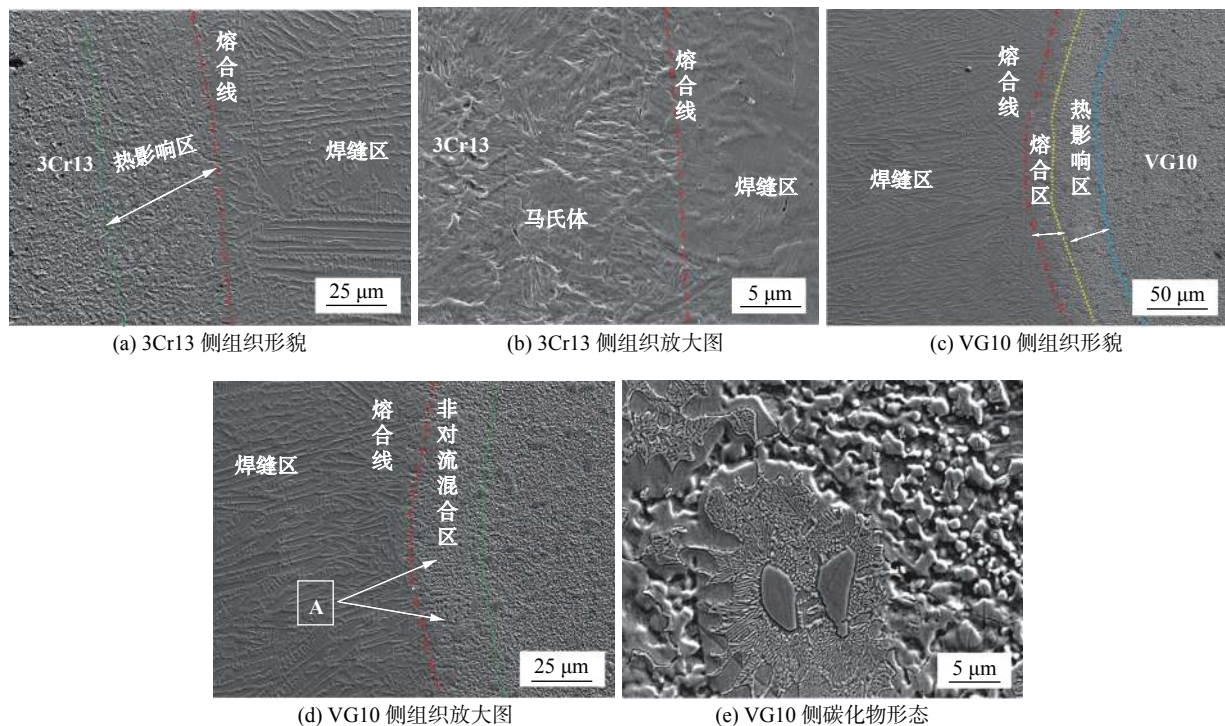 3Cr13
热影响区
熔合线
焊缝区
25 μm
(a) 3Cr13 侧组织形貌
3Cr13
马氏体
熔合线
焊缝区
5 μm
(b) 3Cr13 侧组织放大图
焊缝区
熔合线
熔合区
热影响区
VG10
50 μm
(c) VG10 侧组织形貌
焊缝区
熔合线
非对流混合区
A
25 μm
(d) VG10 侧组织放大图
5 μm
(e) VG10 侧碳化物形态